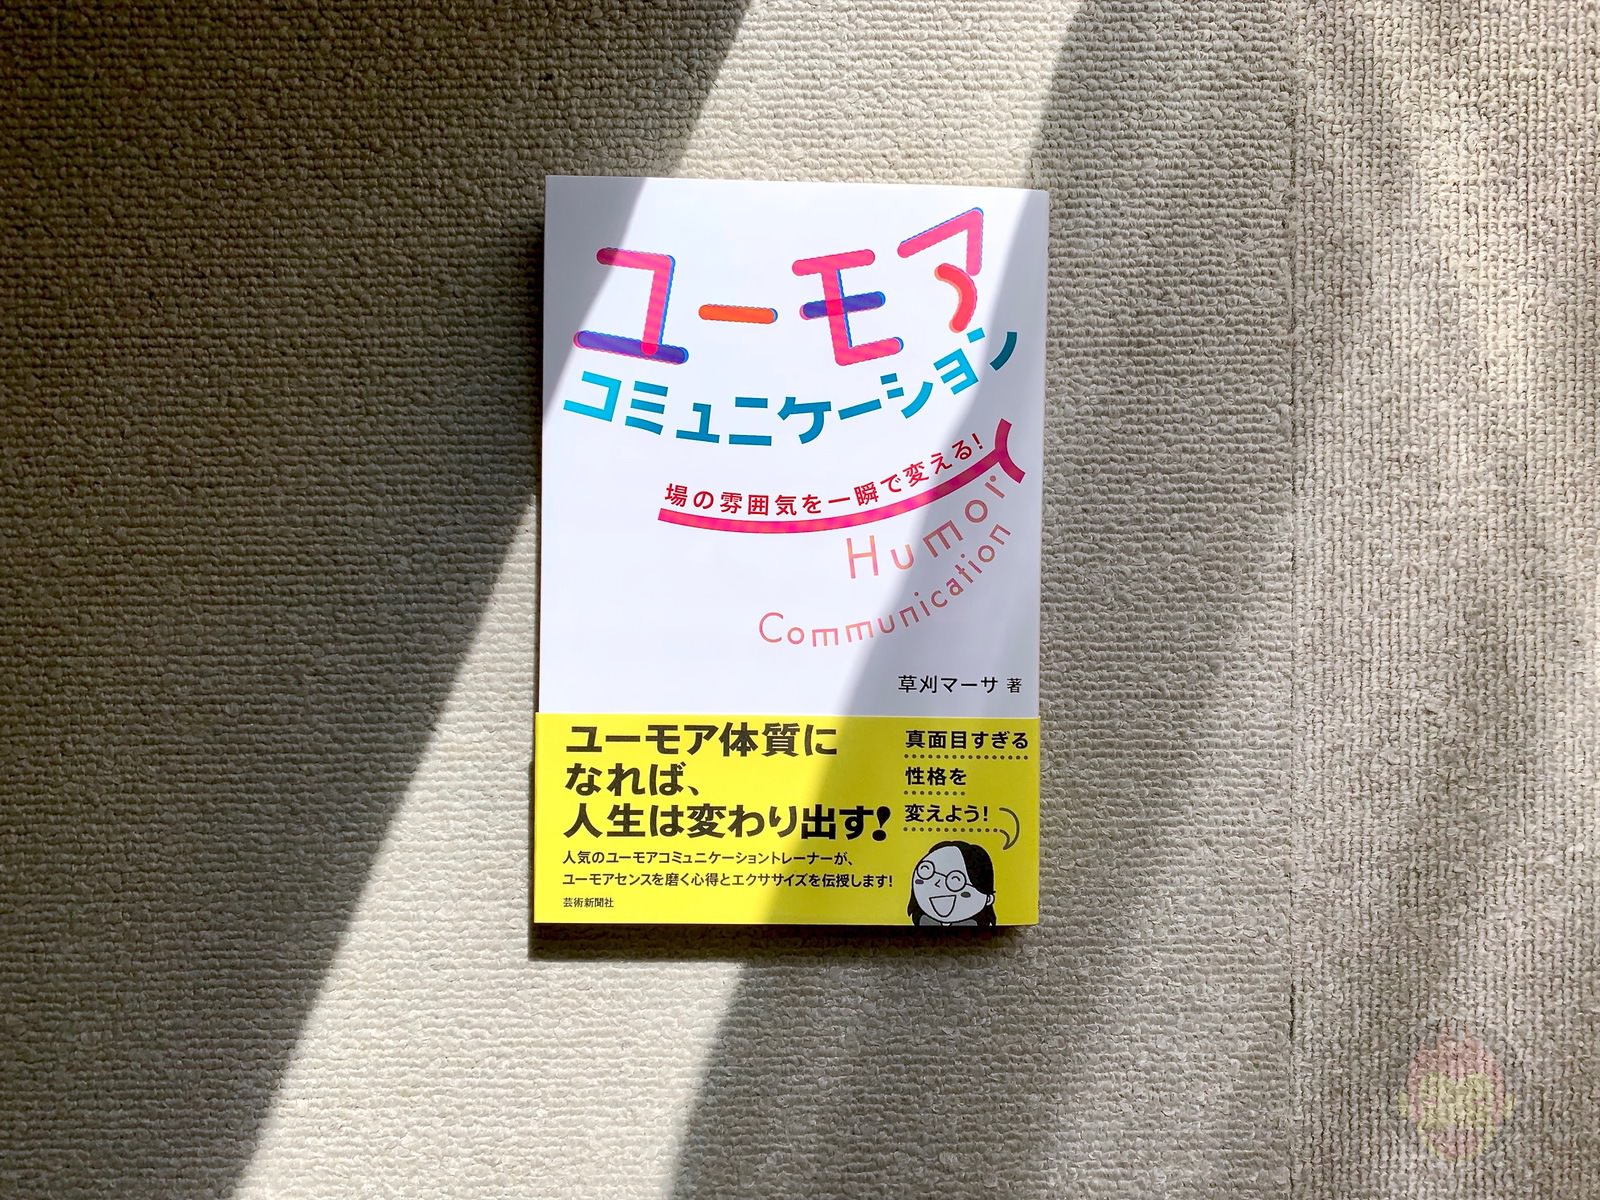 ユーモア
コミュニケーション
場の雰囲気を一瞬で変える!
Humor
Communication
草刈マーサ 著
ユーモア体質に
なれば、
人生は変わり出す!
人気のユーモアコミュニケーショントレーナーが、
ユーモアセンスを磨く心得とエクササイズを伝授します!
芸術新聞社
真面目すぎる
性格を
変えよう!